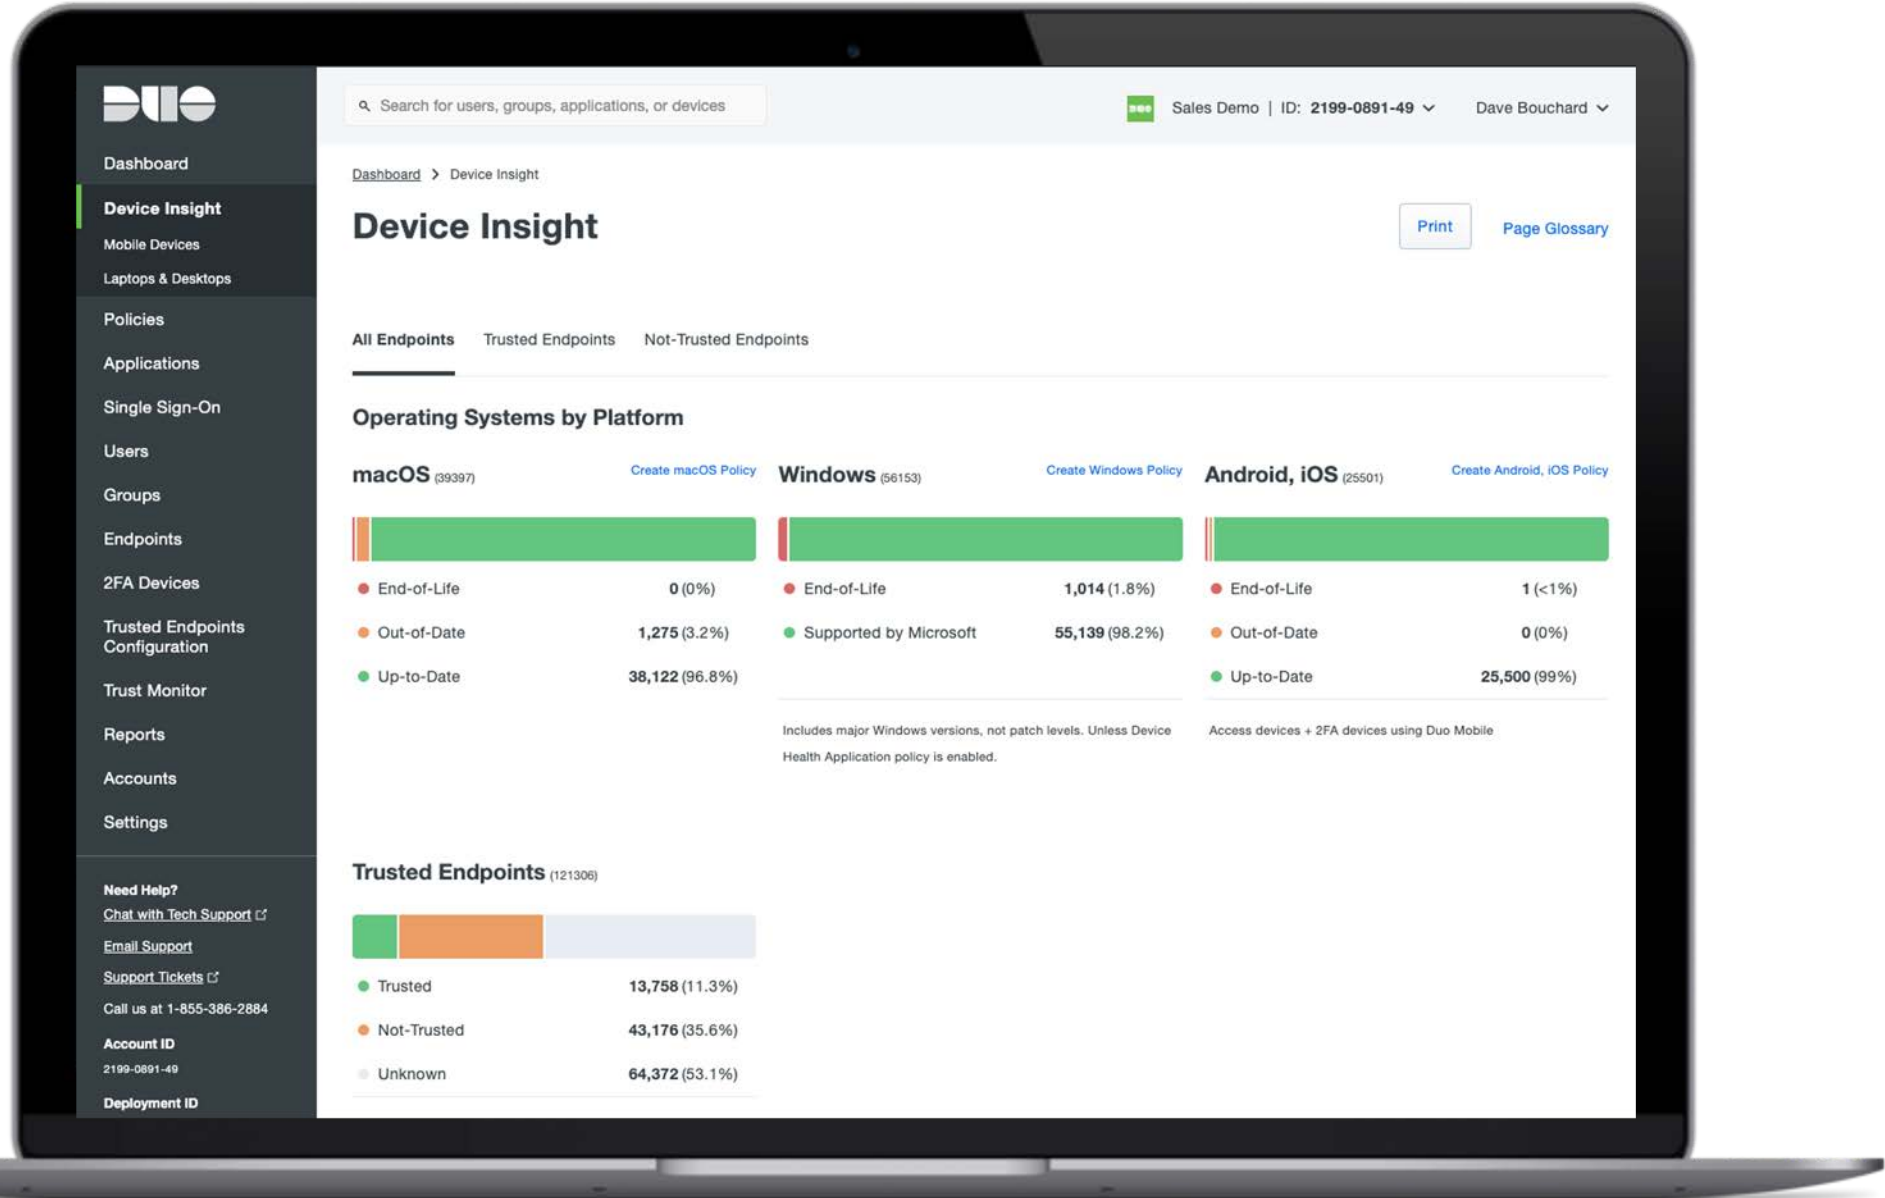 DUO
Search for users, groups, applications, or devices
DUO Sales Demo | ID: 2199-0891-49
Dave Bouchard
Dashboard
Device Insight
Mobile Devices
Laptops & Desktops
Policies
Applications
Single Sign-On
Users
Groups
Endpoints
2FA Devices
Trusted Endpoints
Configuration
Trust Monitor
Reports
Accounts
Settings
Need Help?
Chat with Tech Support
Email Support
Support Tickets
Call us at 1-855-386-2884
Account ID
2199-0891-49
Deployment ID
Dashboard > Device Insight
Device Insight
Print
Page Glossary
All Endpoints Trusted Endpoints Not-Trusted Endpoints
Operating Systems by Platform
macOS (39397) Create macOS Policy
End-of-Life 0 (0%)
Out-of-Date 1,275 (3.2%)
Up-to-Date 38,122 (96.8%)
Windows (56153) Create Windows Policy
End-of-Life 1,014 (1.8%)
Supported by Microsoft 55,139 (98.2%)
Includes major Windows versions, not patch levels. Unless Device
Health Application policy is enabled.
Android, iOS (25501) Create Android, iOS Policy
End-of-Life 1 (<1%)
Out-of-Date 0 (0%)
Up-to-Date 25,500 (99%)
Access devices + 2FA devices using Duo Mobile
Trusted Endpoints (121306)
Trusted 13,758 (11.3%)
Not-Trusted 43,176 (35.6%)
Unknown 64,372 (53.1%)